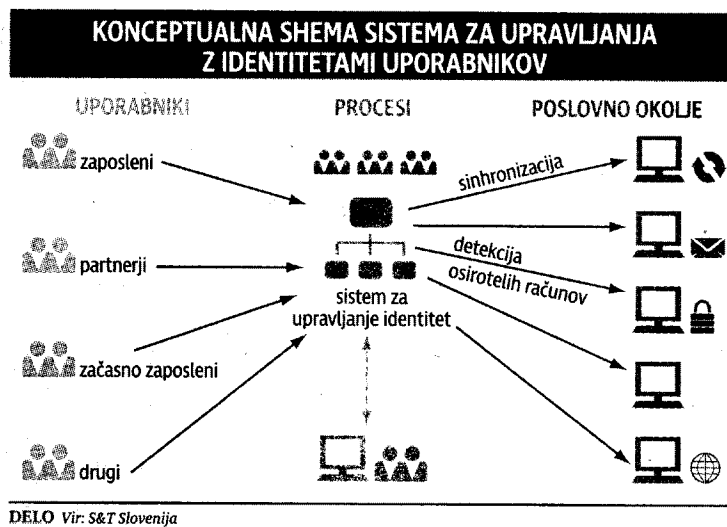 KONCEPTUALNA SHEMA SISTEMA ZA UPRAVLJANJA
Z IDENTITETAMI UPORABNIKOV
UPORABNIKI
PROCESI
POSLOVNO OKOLJE
zaposleni
partnerji
začasno zaposleni
drugi
sistem za
upravljanje identitet
sinhronizacija
detekcija
osirotelih računov
DELO Vir: S&T Slovenija